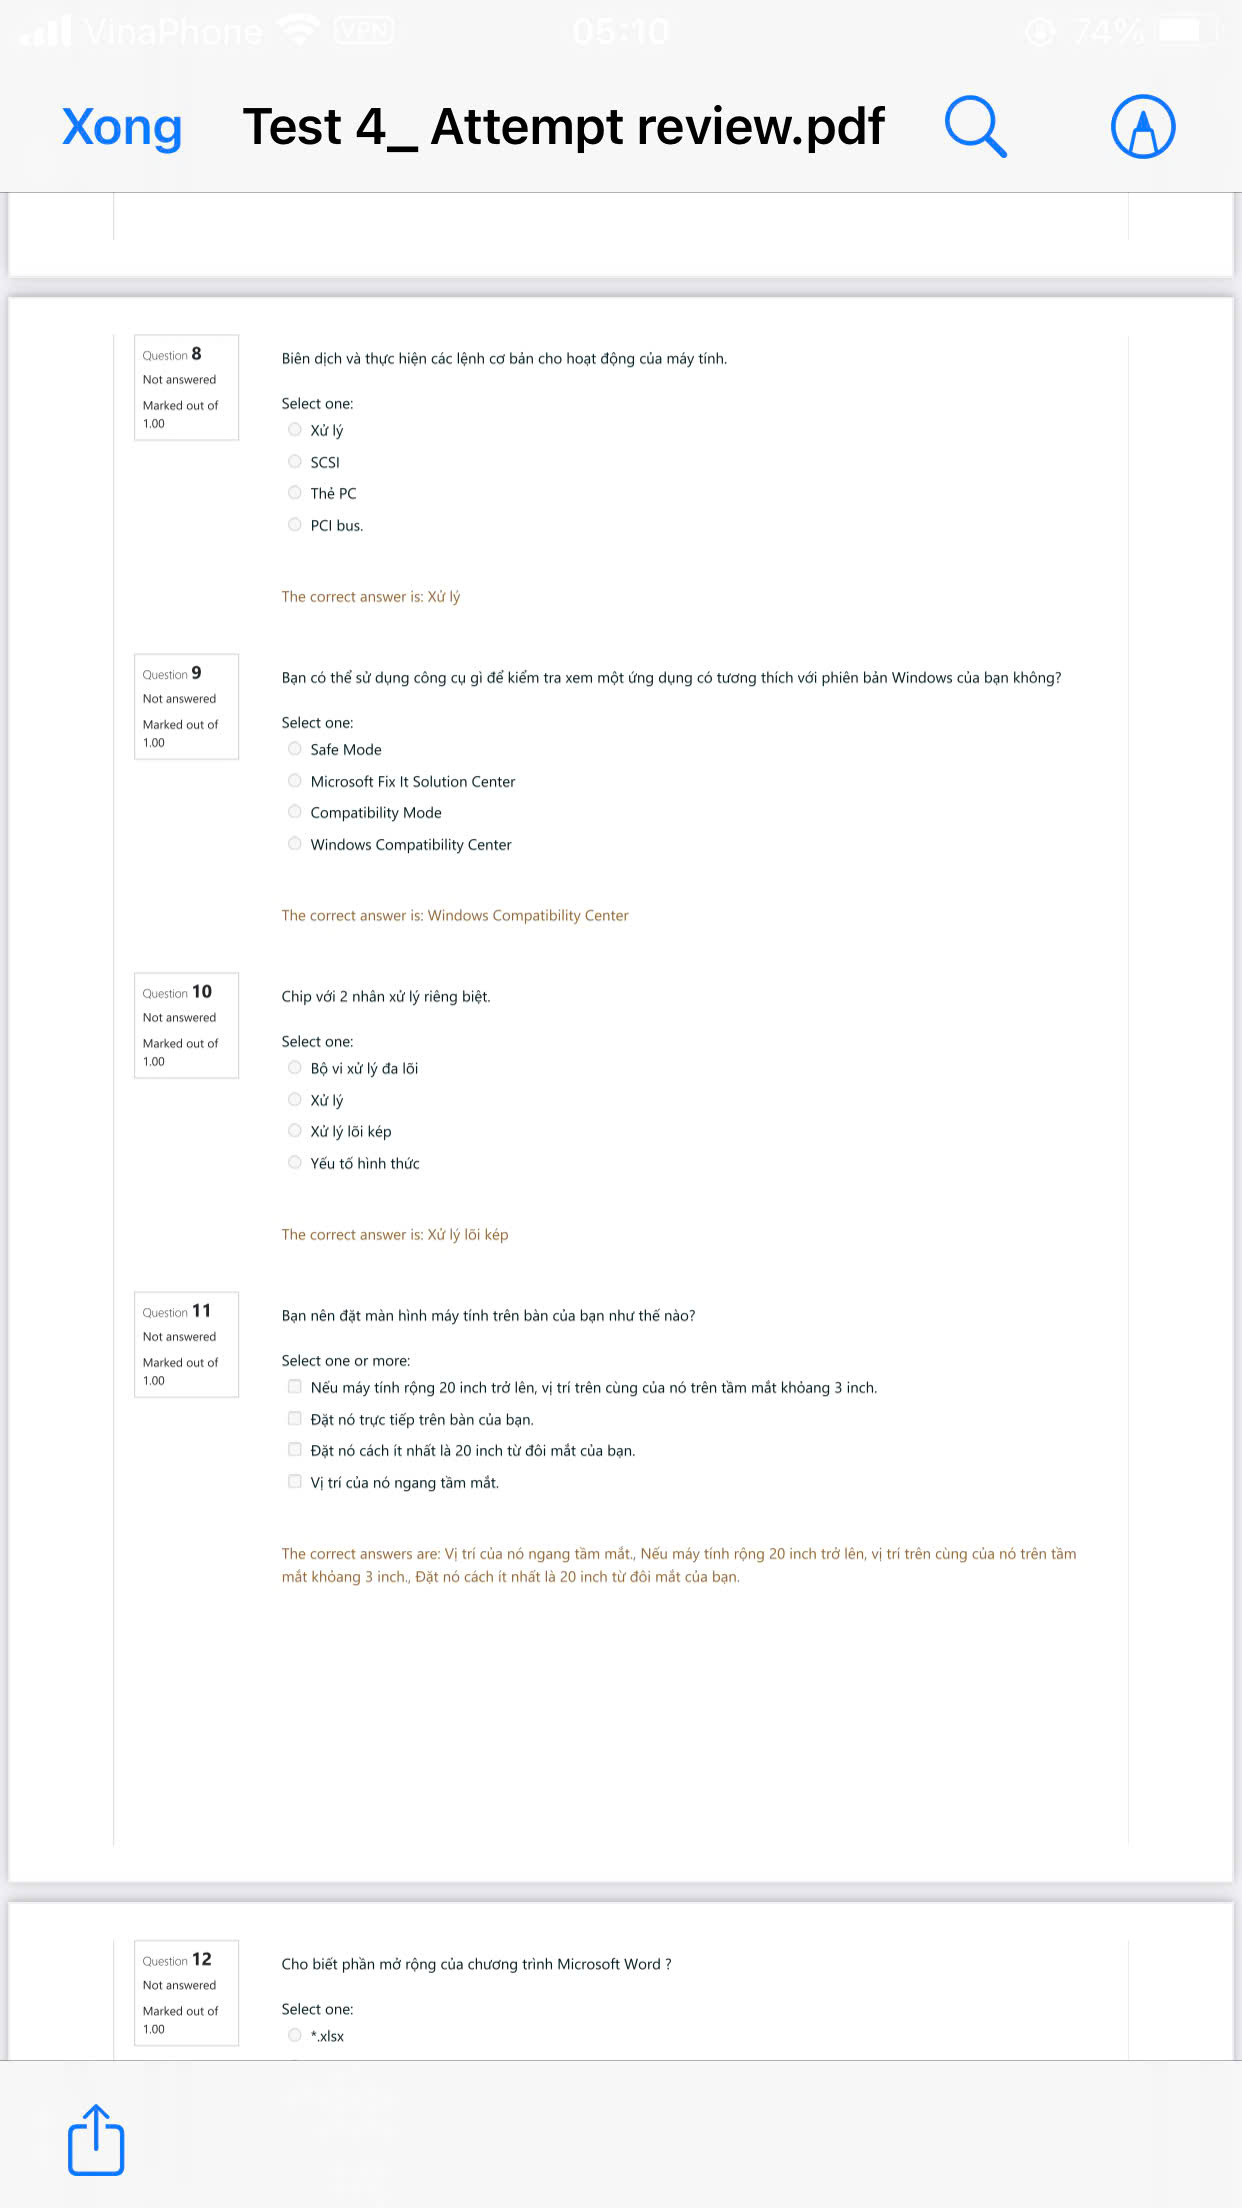 VinaPhone VPN 05:10 74%
Xong Test 4_ Attempt review.pdf
Question 8
Not answered
Marked out of
1.00
Biên dịch và thực hiện các lệnh cơ bản cho hoạt động của máy tính.
Select one:
Xử lý
SCSI
Thẻ PC
PCI bus.
The correct answer is: Xử lý
Question 9
Not answered
Marked out of
1.00
Bạn có thể sử dụng công cụ gì để kiểm tra xem một ứng dụng có tương thích với phiên bản Windows của bạn không?
Select one:
Safe Mode
Microsoft Fix It Solution Center
Compatibility Mode
Windows Compatibility Center
The correct answer is: Windows Compatibility Center
Question 10
Not answered
Marked out of
1.00
Chip với 2 nhân xử lý riêng biệt.
Select one:
Bộ vi xử lý đa lõi
Xử lý
Xử lý lõi kép
Yếu tố hình thức
The correct answer is: Xử lý lõi kép
Question 11
Not answered
Marked out of
1.00
Bạn nên đặt màn hình máy tính trên bàn của bạn như thế nào?
Select one or more:
Nếu máy tính rộng 20 inch trở lên, vị trí trên cùng của nó trên tầm mắt khỏang 3 inch.
Đặt nó trực tiếp trên bàn của bạn.
Đặt nó cách ít nhất là 20 inch từ đôi mắt của bạn.
Vị trí của nó ngang tầm mắt.
The correct answers are: Vị trí của nó ngang tầm mắt., Nếu máy tính rộng 20 inch trở lên, vị trí trên cùng của nó trên tầm
mắt khỏang 3 inch., Đặt nó cách ít nhất là 20 inch từ đôi mắt của bạn.
Question 12
Not answered
Marked out of
1.00
Cho biết phần mở rộng của chương trình Microsoft Word ?
Select one:
*.xlsx